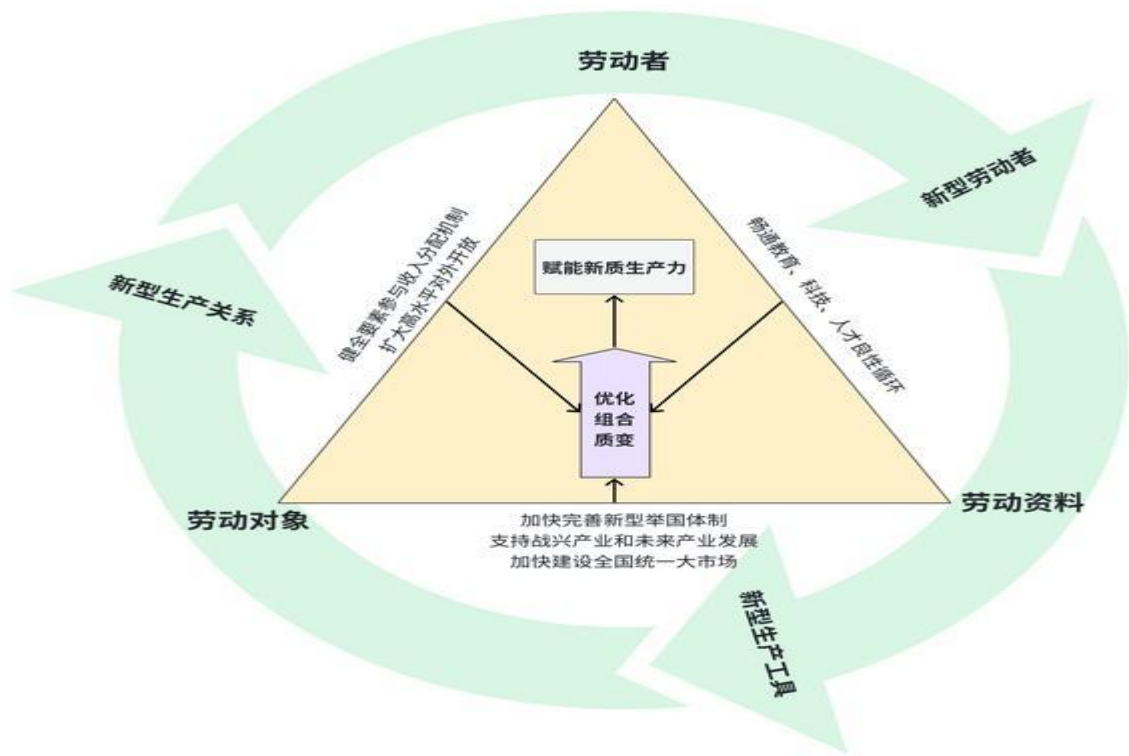 劳动者
新型劳动者
新型生产关系
健全要素参与收入分配机制
扩大高水平对外开放
畅通教育、科技、人才良性循环
赋能新质生产力
优化
组合
质变
劳动对象
劳动资料
加快完善新型举国体制
支持战兴产业和未来产业发展
加快建设全国统一大市场
新型生产工具